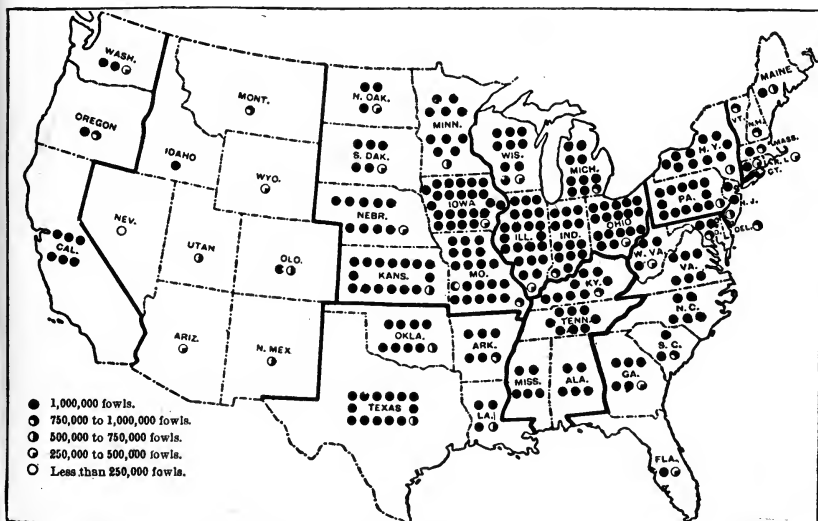 WASH.
MONT.
N. DAK.
MINN.
MAINE
VT.
N.H.
OREGON
IDAHO
S. DAK.
WIS.
MICH.
N. Y.
MASS.
R. I.
CT.
WYO.
IOWA
PA.
N. J.
NEBR.
NEV.
UTAH
COLO.
ILL.
IND.
OHIO
DEL.
CAL.
KANS.
MO.
W. VA.
VA.
KY.
N. C.
TENN.
ARIZ.
N. MEX
OKLA.
ARK.
S. C.
MISS.
ALA.
GA.
TEXAS
LA.
FLA.
1,000,000 fowls.
750,000 to 1,000,000 fowls.
500,000 to 750,000 fowls.
250,000 to 500,000 fowls.
Less than 250,000 fowls.